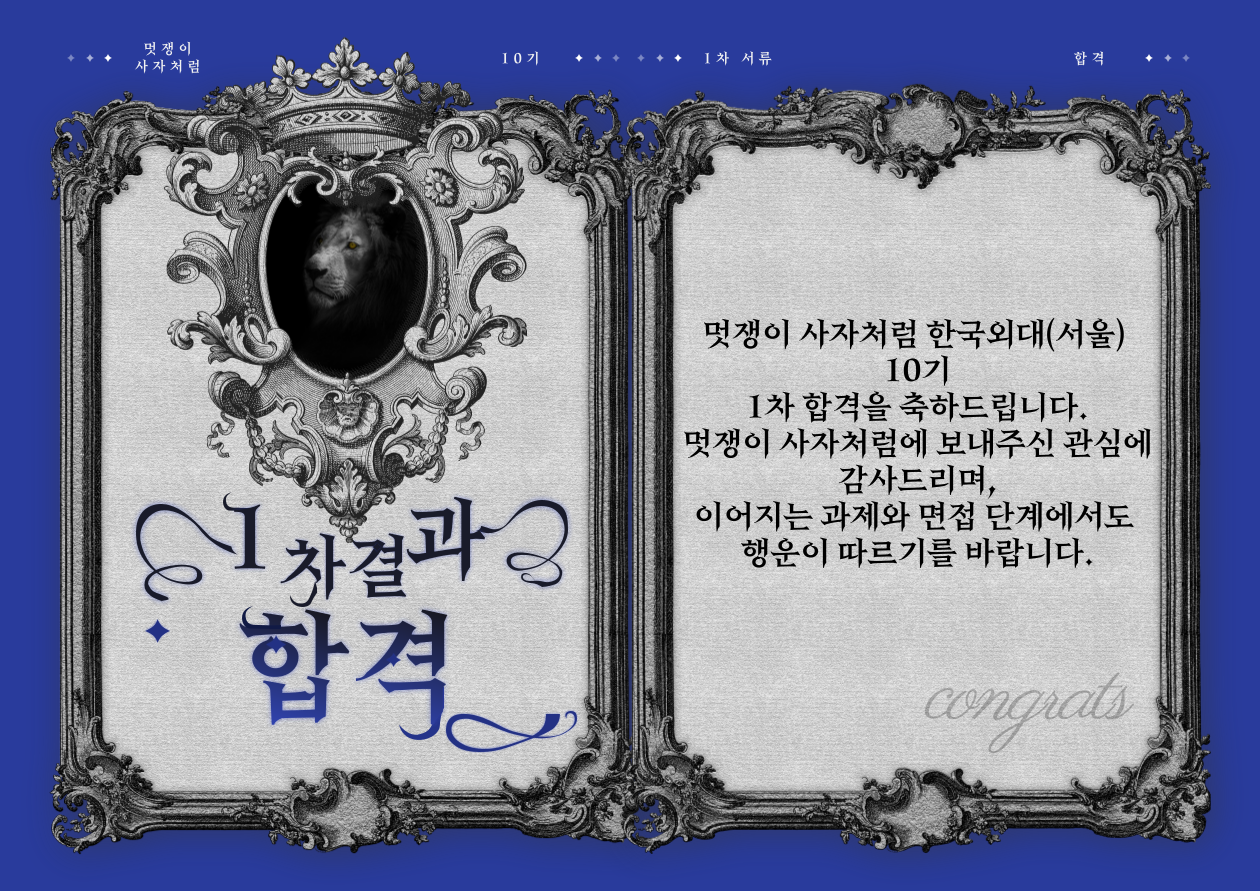 멋쟁이
사자처럼
10기
1차 서류
합격
1차결과
합격
멋쟁이 사자처럼 한국외대(서울)
10기
1차 합격을 축하드립니다.
멋쟁이 사자처럼에 보내주신 관심에
감사드리며,
이어지는 과제와 면접 단계에서도
행운이 따르기를 바랍니다.
congrats